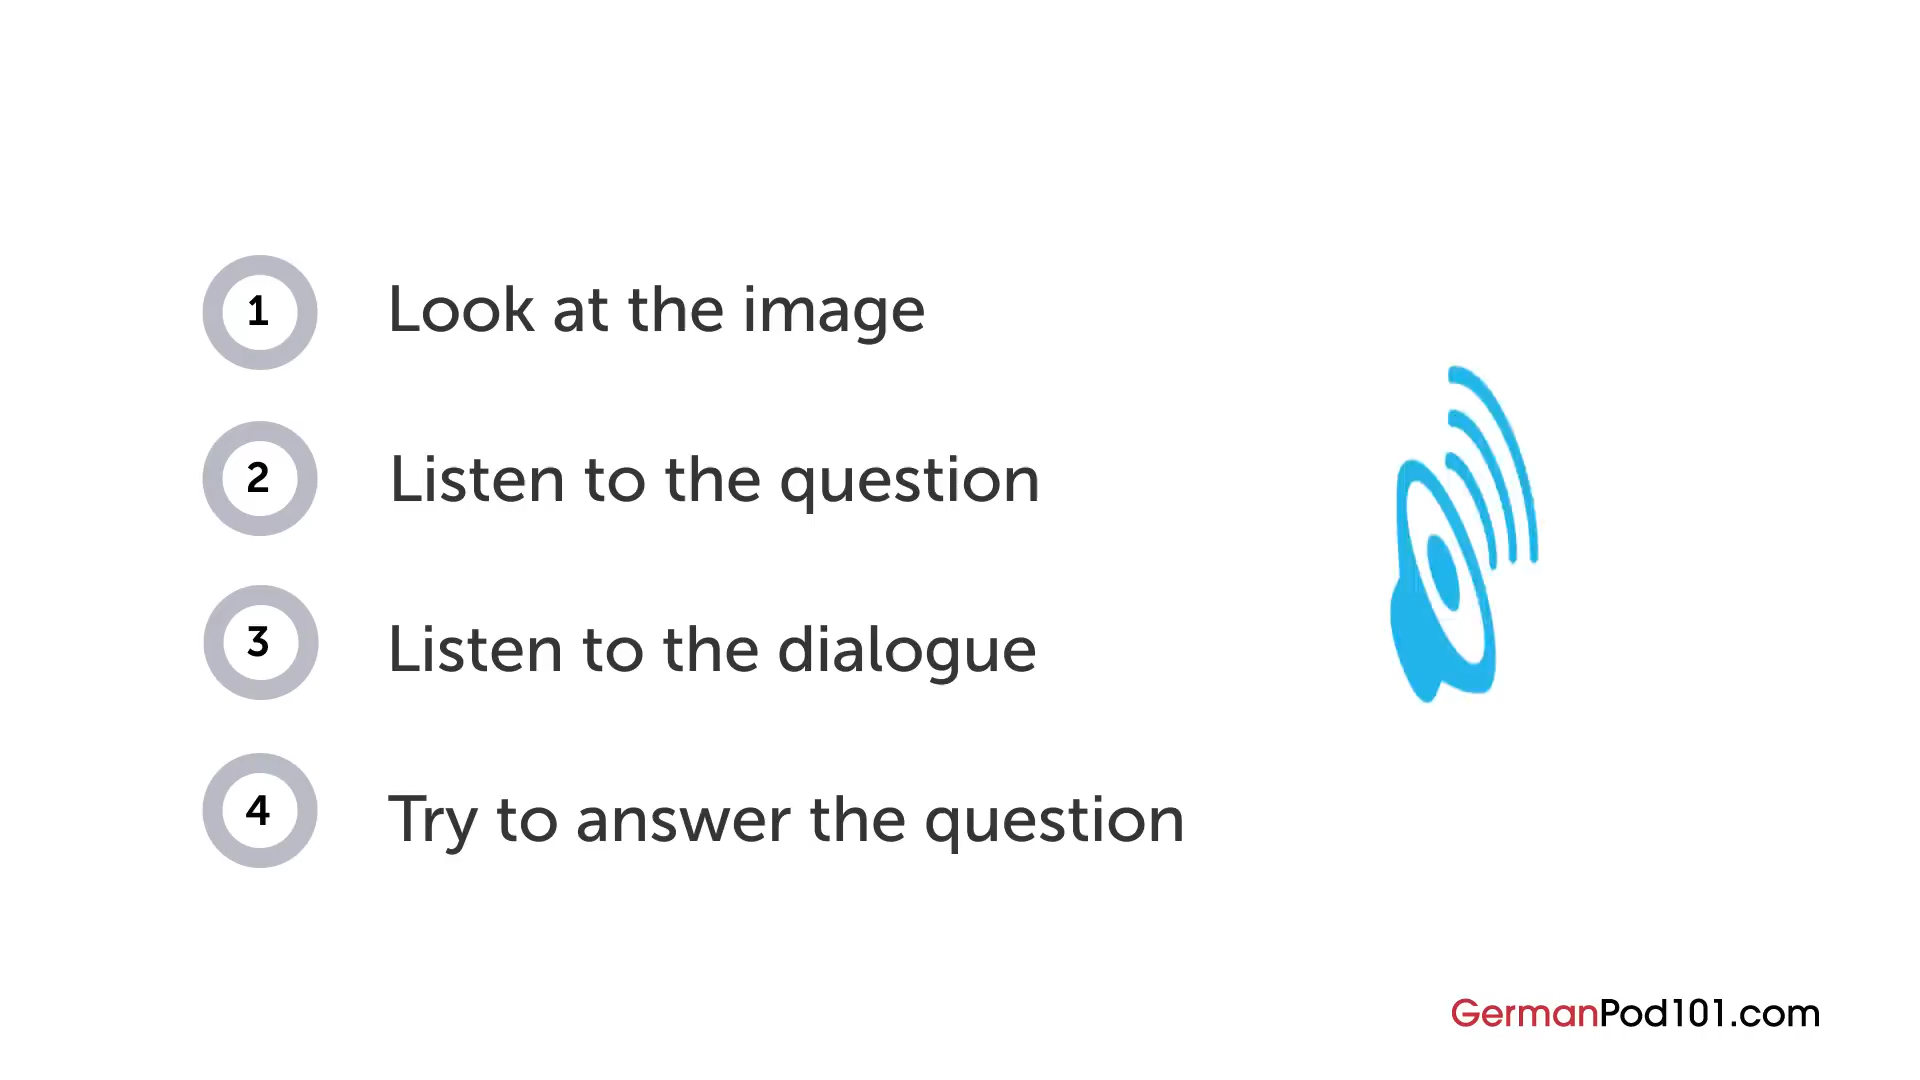 1 Look at the image
2 Listen to the question
3 Listen to the dialogue
4 Try to answer the question
GermanPod101.com